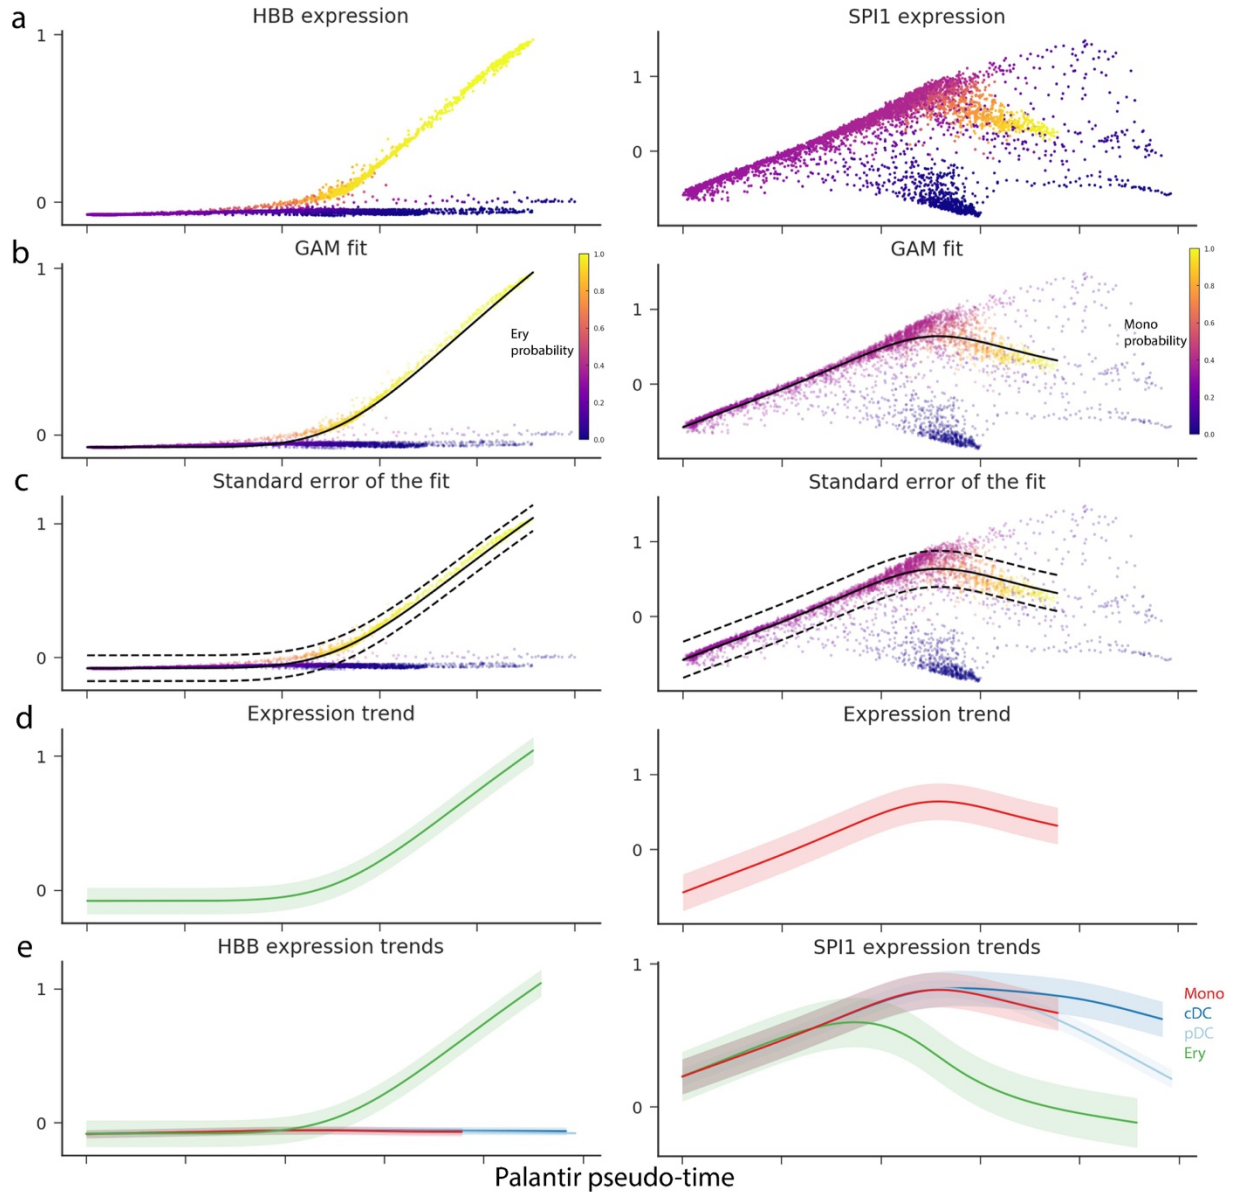 a
HBB expression
SPI1 expression
1
0
1
0
b
GAM fit
GAM fit
1
0
Ery
probability
1.0
0.8
0.6
0.4
0.2
0.0
1
0
Mono
probability
1.0
0.8
0.6
0.4
0.2
0.0
c
Standard error of the fit
Standard error of the fit
1
0
1
0
d
Expression trend
Expression trend
1
0
1
0
e
HBB expression trends
SPI1 expression trends
1
0
1
0
Mono
cDC
pDC
Ery
Palantir pseudo-time